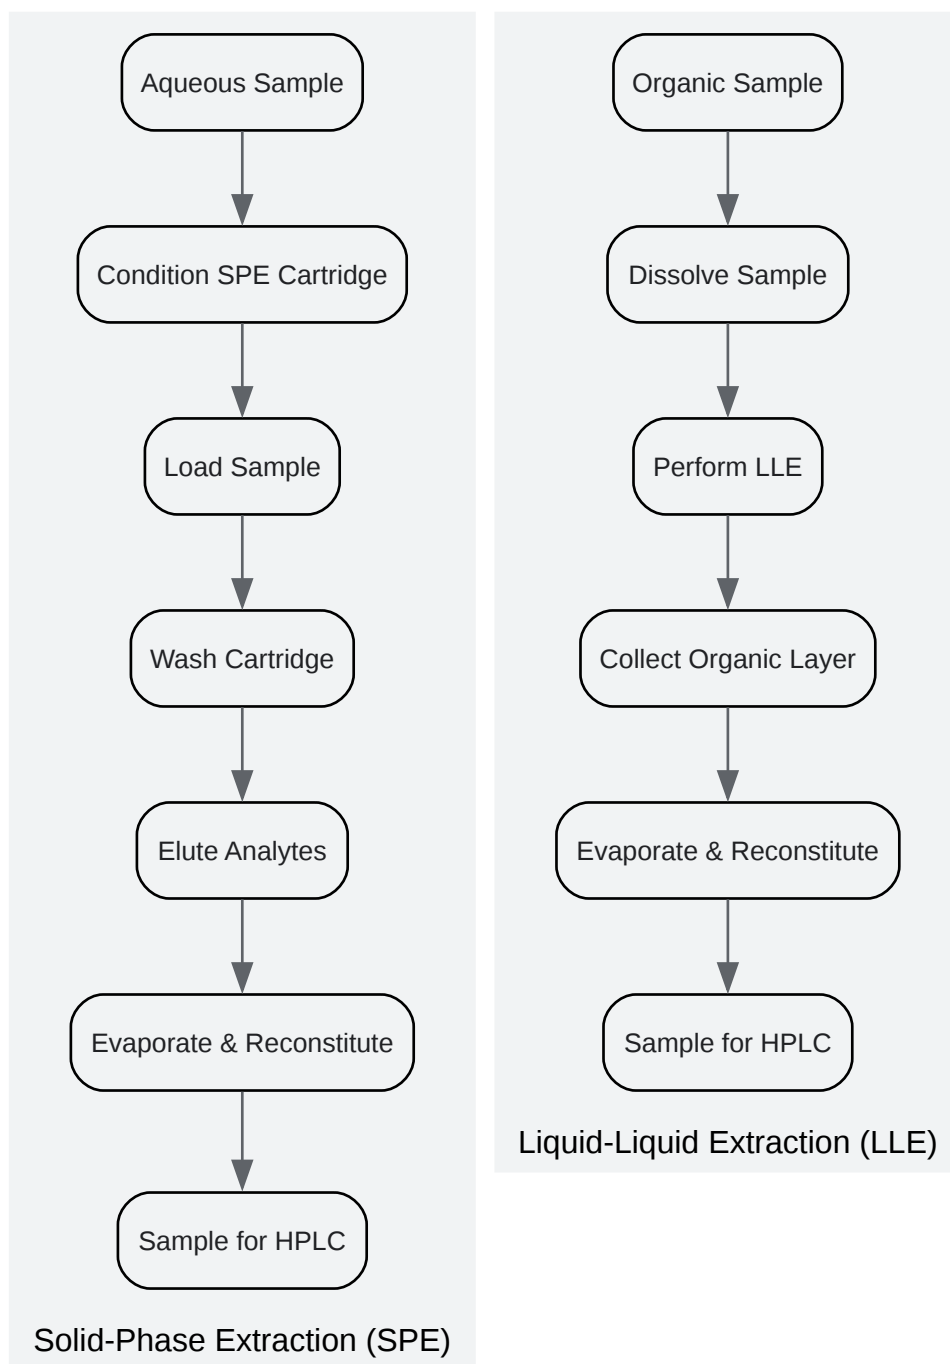 Aqueous Sample
Condition SPE Cartridge
Load Sample
Wash Cartridge
Elute Analytes
Evaporate & Reconstitute
Sample for HPLC
Solid-Phase Extraction (SPE)
Organic Sample
Dissolve Sample
Perform LLE
Collect Organic Layer
Evaporate & Reconstitute
Sample for HPLC
Liquid-Liquid Extraction (LLE)